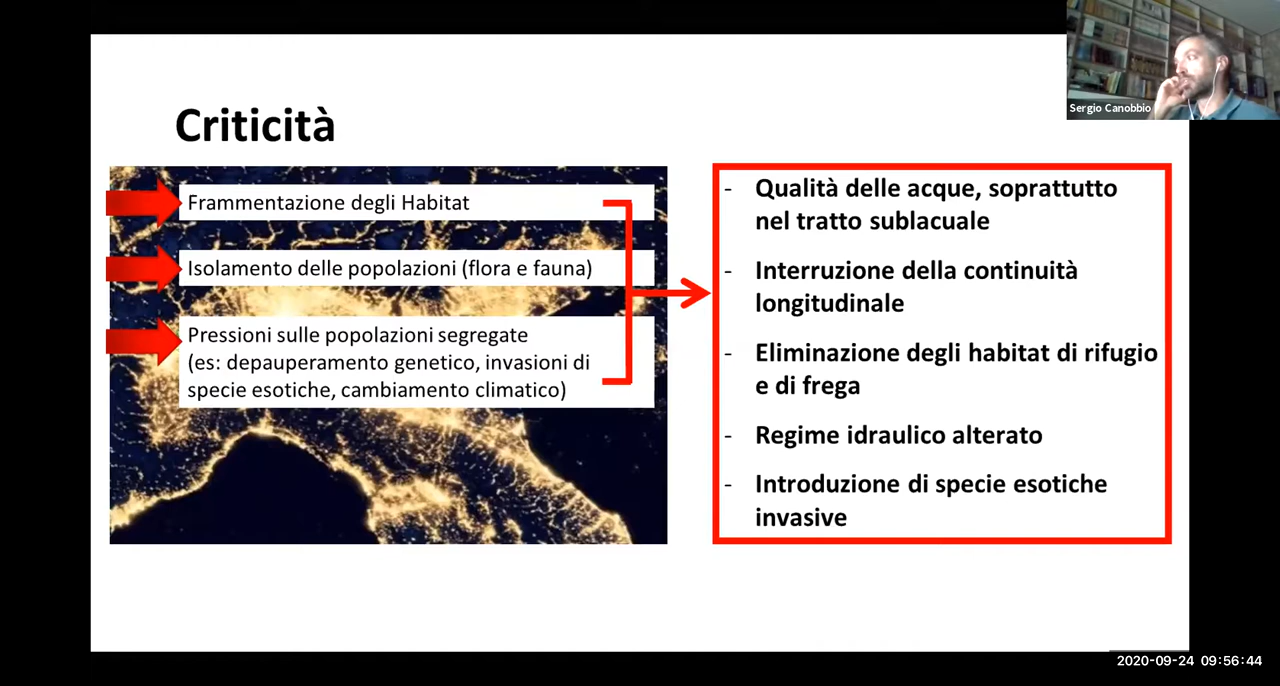 Sergio Canobbio
Criticità
Frammentazione degli Habitat
Isolamento delle popolazioni (flora e fauna)
Pressioni sulle popolazioni segregate
(es: depauperamento genetico, invasioni di
specie esotiche, cambiamento climatico)
- Qualità delle acque, soprattutto
nel tratto sublacuale
- Interruzione della continuità
longitudinale
- Eliminazione degli habitat di rifugio
e di frega
- Regime idraulico alterato
- Introduzione di specie esotiche
invasive
2020-09-24 09:56:44